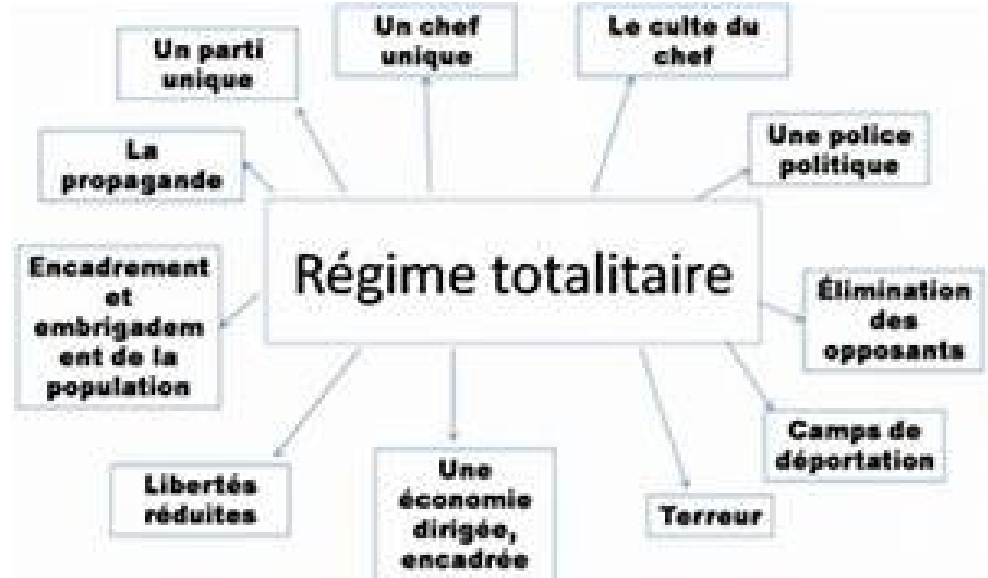 Un parti
unique
Un chef
unique
Le culte du
chef
La
propagande
Une police
politique
Régime totalitaire
Encadrement
et
embrigadem
ent de la
population
Élimination
des
opposants
Camps de
déportation
Libertés
réduites
Une
économie
dirigée,
encadrée
Terreur